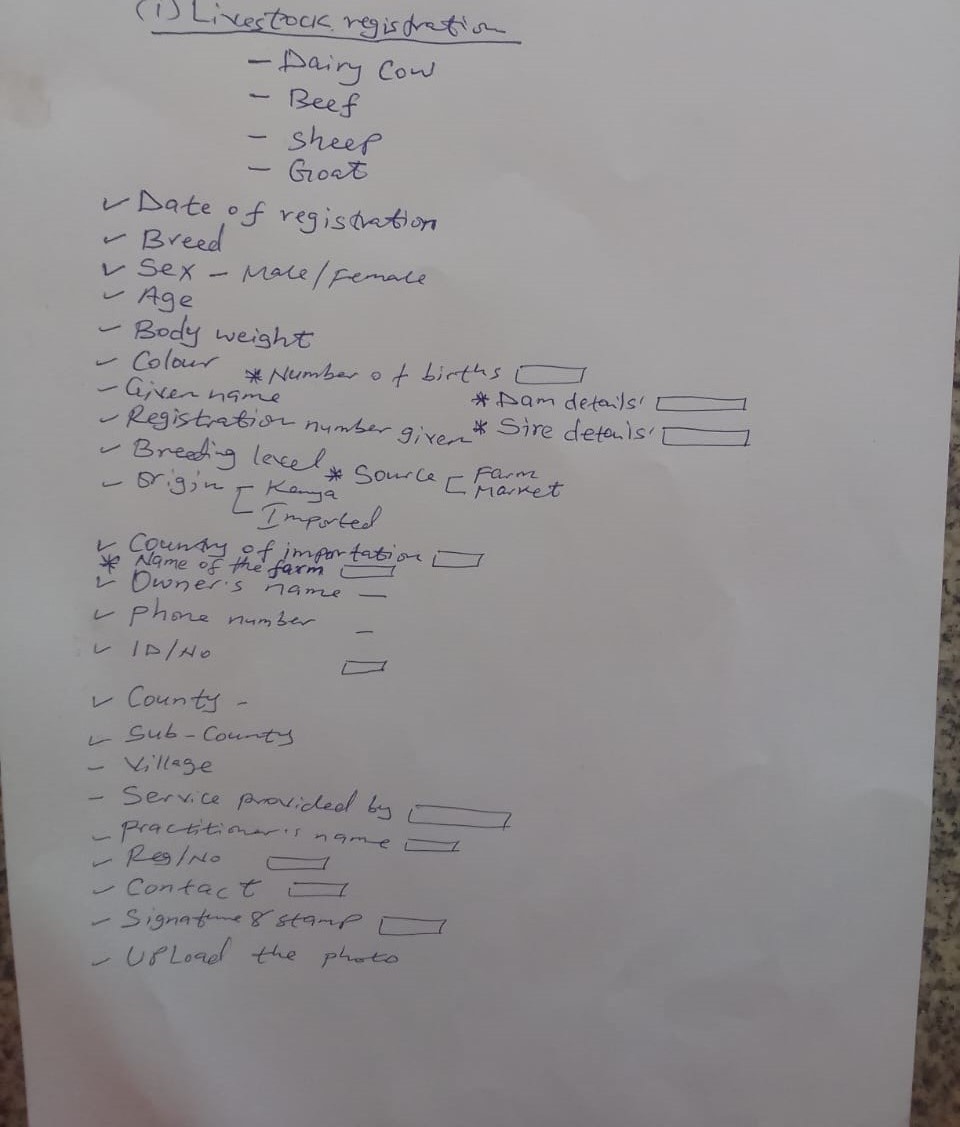 (i) Livestock registration
- Dairy Cow
- Beef
- Sheep
- Goat
✓ Date of registration
✓ Breed
✓ Sex - Male/Female
✓ Age
- Body weight
✓ Colour * Number of births
- Given name * Dam details
✓ Registration number given * Sire details
✓ Breeding level * Source - Farm
Market
✓ Origin - Kenya
Imported
✓ Country of importation
* Name of the farm
✓ Owner's name -
✓ Phone number -
✓ ID/No
✓ County -
✓ Sub-County
- Village
- Service provided by
- Practitioner's name
✓ Reg/No
✓ Contact
✓ Signature & stamp
✓ Upload the photo